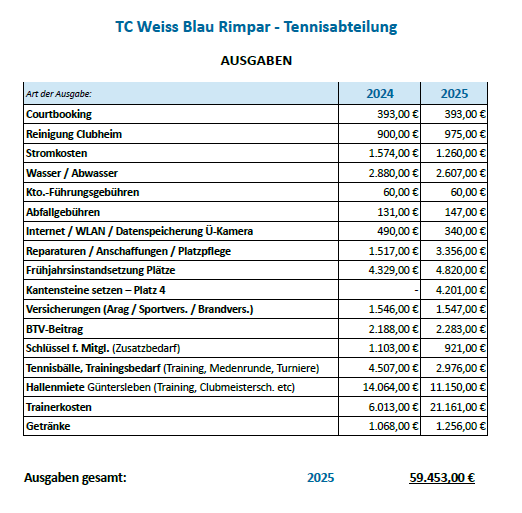 TC Weiss Blau Rimpar - Tennisabteilung
AUSGABEN
Art der Ausgabe: 2024 2025
Courtbooking 393,00 € 393,00 €
Reinigung Clubheim 900,00 € 975,00 €
Stromkosten 1.574,00 € 1.260,00 €
Wasser / Abwasser 2.880,00 € 2.607,00 €
Kto.-Führungsgebühren 60,00 € 60,00 €
Abfallgebühren 131,00 € 147,00 €
Internet / WLAN / Datenspeicherung Ü-Kamera 490,00 € 340,00 €
Reparaturen / Anschaffungen / Platzpflege 1.517,00 € 3.356,00 €
Frühjahrsinstandsetzung Plätze 4.329,00 € 4.820,00 €
Kantensteine setzen – Platz 4 - 4.201,00 €
Versicherungen (Arag / Sportvers. / Brandvers.) 1.546,00 € 1.547,00 €
BTV-Beitrag 2.188,00 € 2.283,00 €
Schlüssel f. Mitgl. (Zusatzbedarf) 1.103,00 € 921,00 €
Tennisbälle, Trainingsbedarf (Training, Medenrunde, Turniere) 4.507,00 € 2.976,00 €
Hallenmiete Güntersleben (Training, Clubmeistersch. etc) 14.064,00 € 11.150,00 €
Trainerkosten 6.013,00 € 21.161,00 €
Getränke 1.068,00 € 1.256,00 €
Ausgaben gesamt: 2025 59.453,00 €